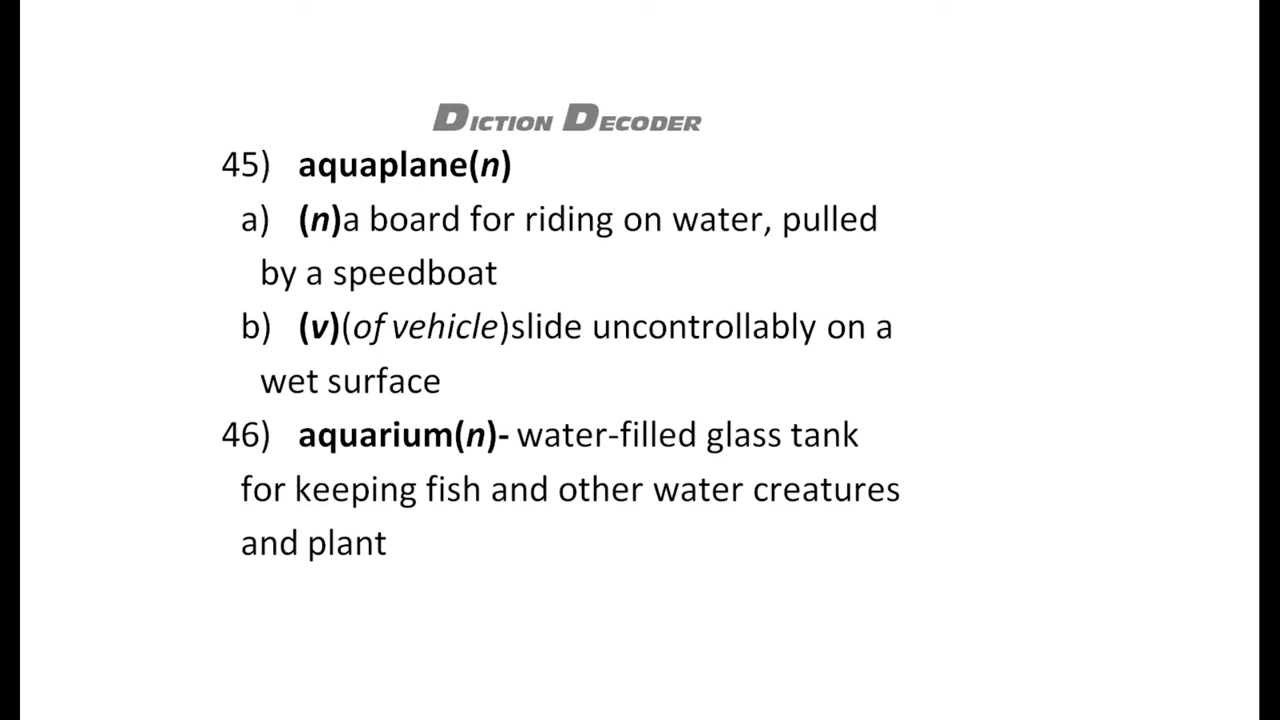 DICTION DECODER
45) aquaplane(n)
a) (n)a board for riding on water, pulled
by a speedboat
b) (v)(of vehicle)slide uncontrollably on a
wet surface
46) aquarium(n)- water-filled glass tank
for keeping fish and other water creatures
and plant